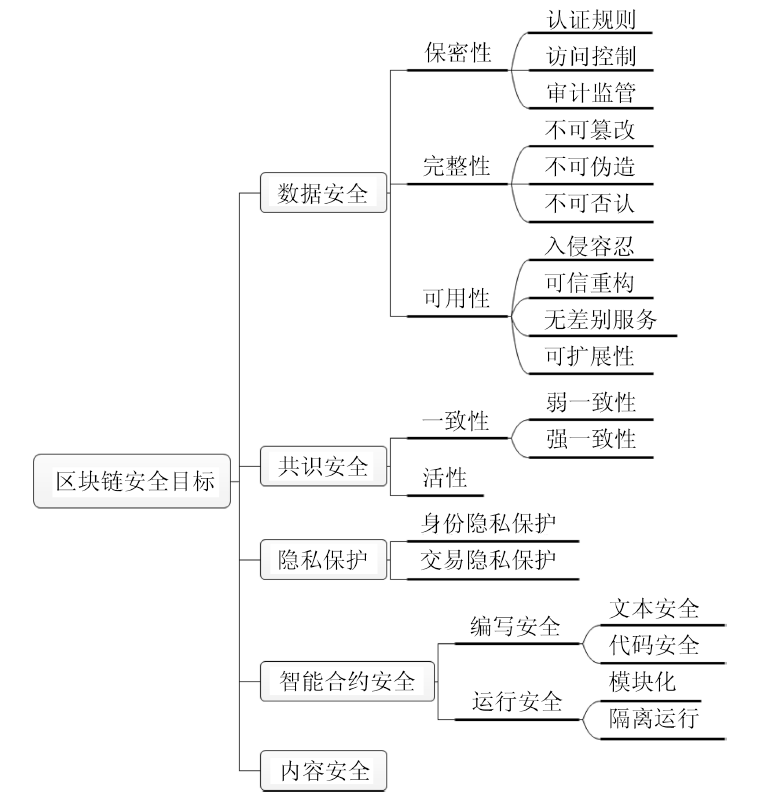 区块链安全目标
数据安全
保密性
认证规则
访问控制
审计监管
完整性
不可篡改
不可伪造
不可否认
可用性
入侵容忍
可信重构
无差别服务
可扩展性
共识安全
一致性
弱一致性
强一致性
活性
隐私保护
身份隐私保护
交易隐私保护
智能合约安全
编写安全
文本安全
代码安全
运行安全
模块化
隔离运行
内容安全